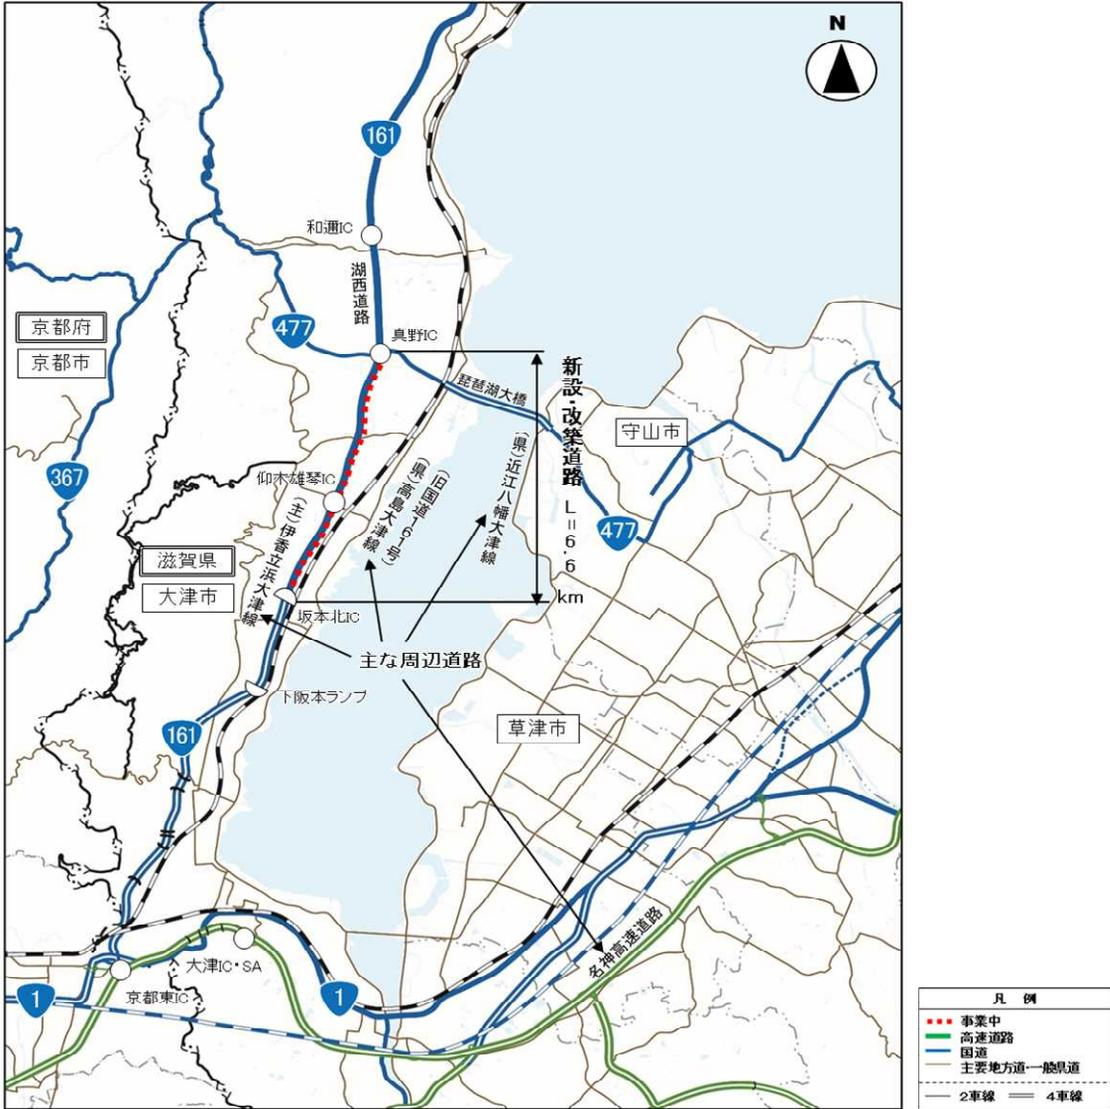 N
161
和邇IC
湖西道路
京都府
京都市
477
真野IC
琵琶湖大橋
新設・改築道路 L=6.6km
守山市
(県)近江八幡大津線
(旧国道161号)
(県)高島大津線
367
仰木雄琴IC
(主)伊香立浜大津線
477
滋賀県
大津市
坂本北IC
主な周辺道路
下阪本ランプ
161
草津市
名神高速道路
大津IC・SA
京都東IC
1
1
凡 例
事業中
高速道路
国道
主要地方道・一般県道
2車線 4車線